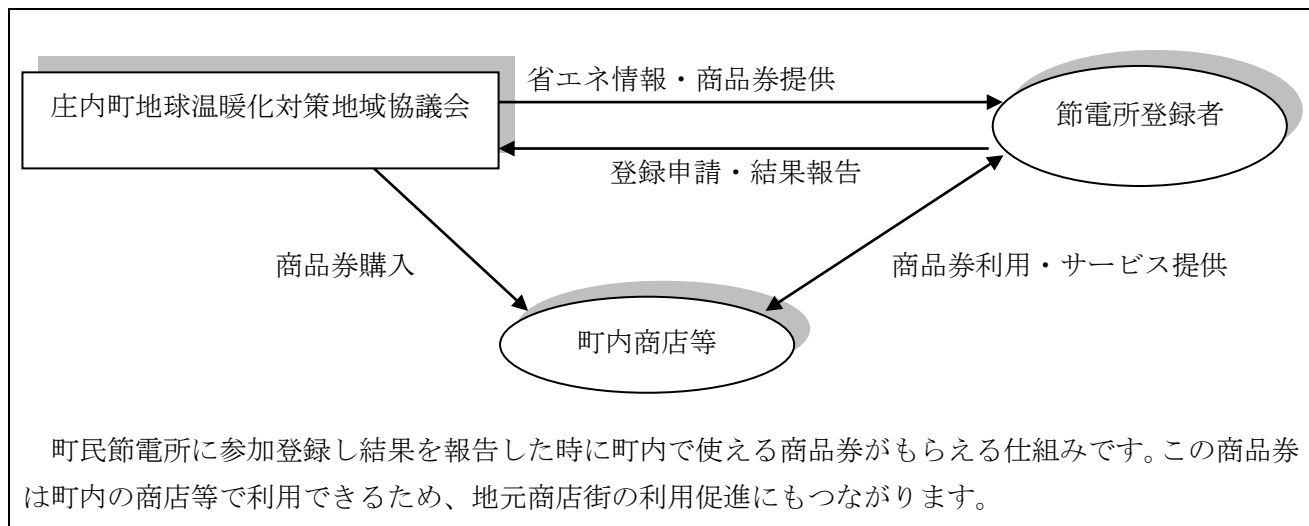 省エネ情報・商品券提供
庄内町地球温暖化対策地域協議会
節電所登録者
登録申請・結果報告
商品券購入
商品券利用・サービス提供
町内商店等
町民節電所に参加登録し結果を報告した時に町内で使える商品券がもらえる仕組みです。この商品券
は町内の商店等で利用できるため、地元商店街の利用促進にもつながります。